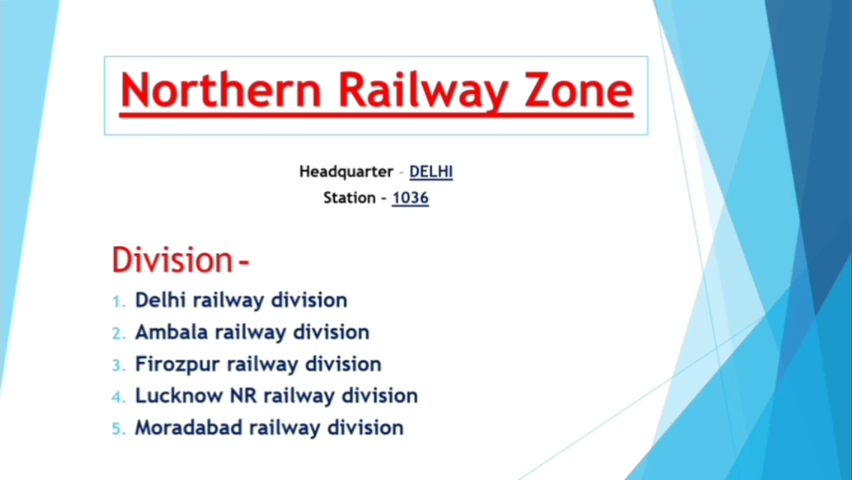 Northern Railway Zone
Headquarter - DELHI
Station - 1036
Division -
1. Delhi railway division
2. Ambala railway division
3. Firozpur railway division
4. Lucknow NR railway division
5. Moradabad railway division